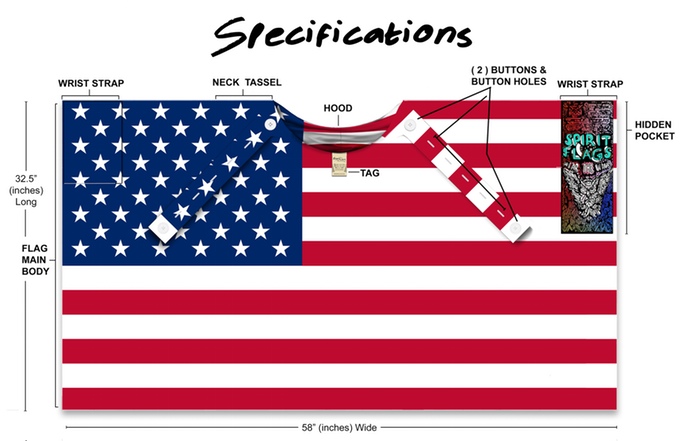 Specifications
WRIST STRAP
NECK TASSEL
( 2 ) BUTTONS &
BUTTON HOLES
WRIST STRAP
HOOD
HIDDEN
POCKET
SPIRIT
FLAGS
TAG
32.5"
(inches)
Long
FLAG
MAIN
BODY
58" (inches) Wide